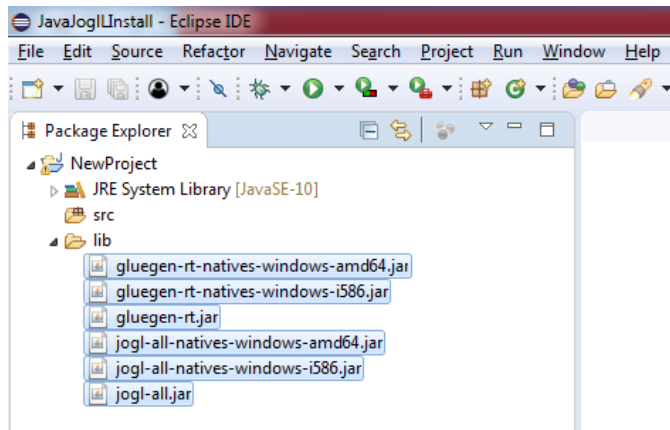 JavaJogILInstall - Eclipse IDE
File Edit Source Refactor Navigate Search Project Run Window Help
Package Explorer
NewProject
JRE System Library [JavaSE-10]
src
lib
gluegen-rt-natives-windows-amd64.jar
gluegen-rt-natives-windows-i586.jar
gluegen-rt.jar
jogl-all-natives-windows-amd64.jar
jogl-all-natives-windows-i586.jar
jogl-all.jar